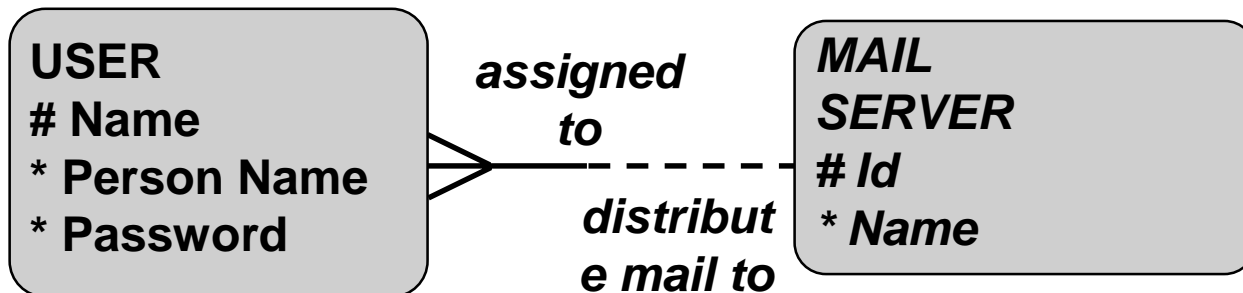 USER
# Name
* Person Name
* Password
assigned
to
distribut
e mail to
MAIL
SERVER
# Id
* Name